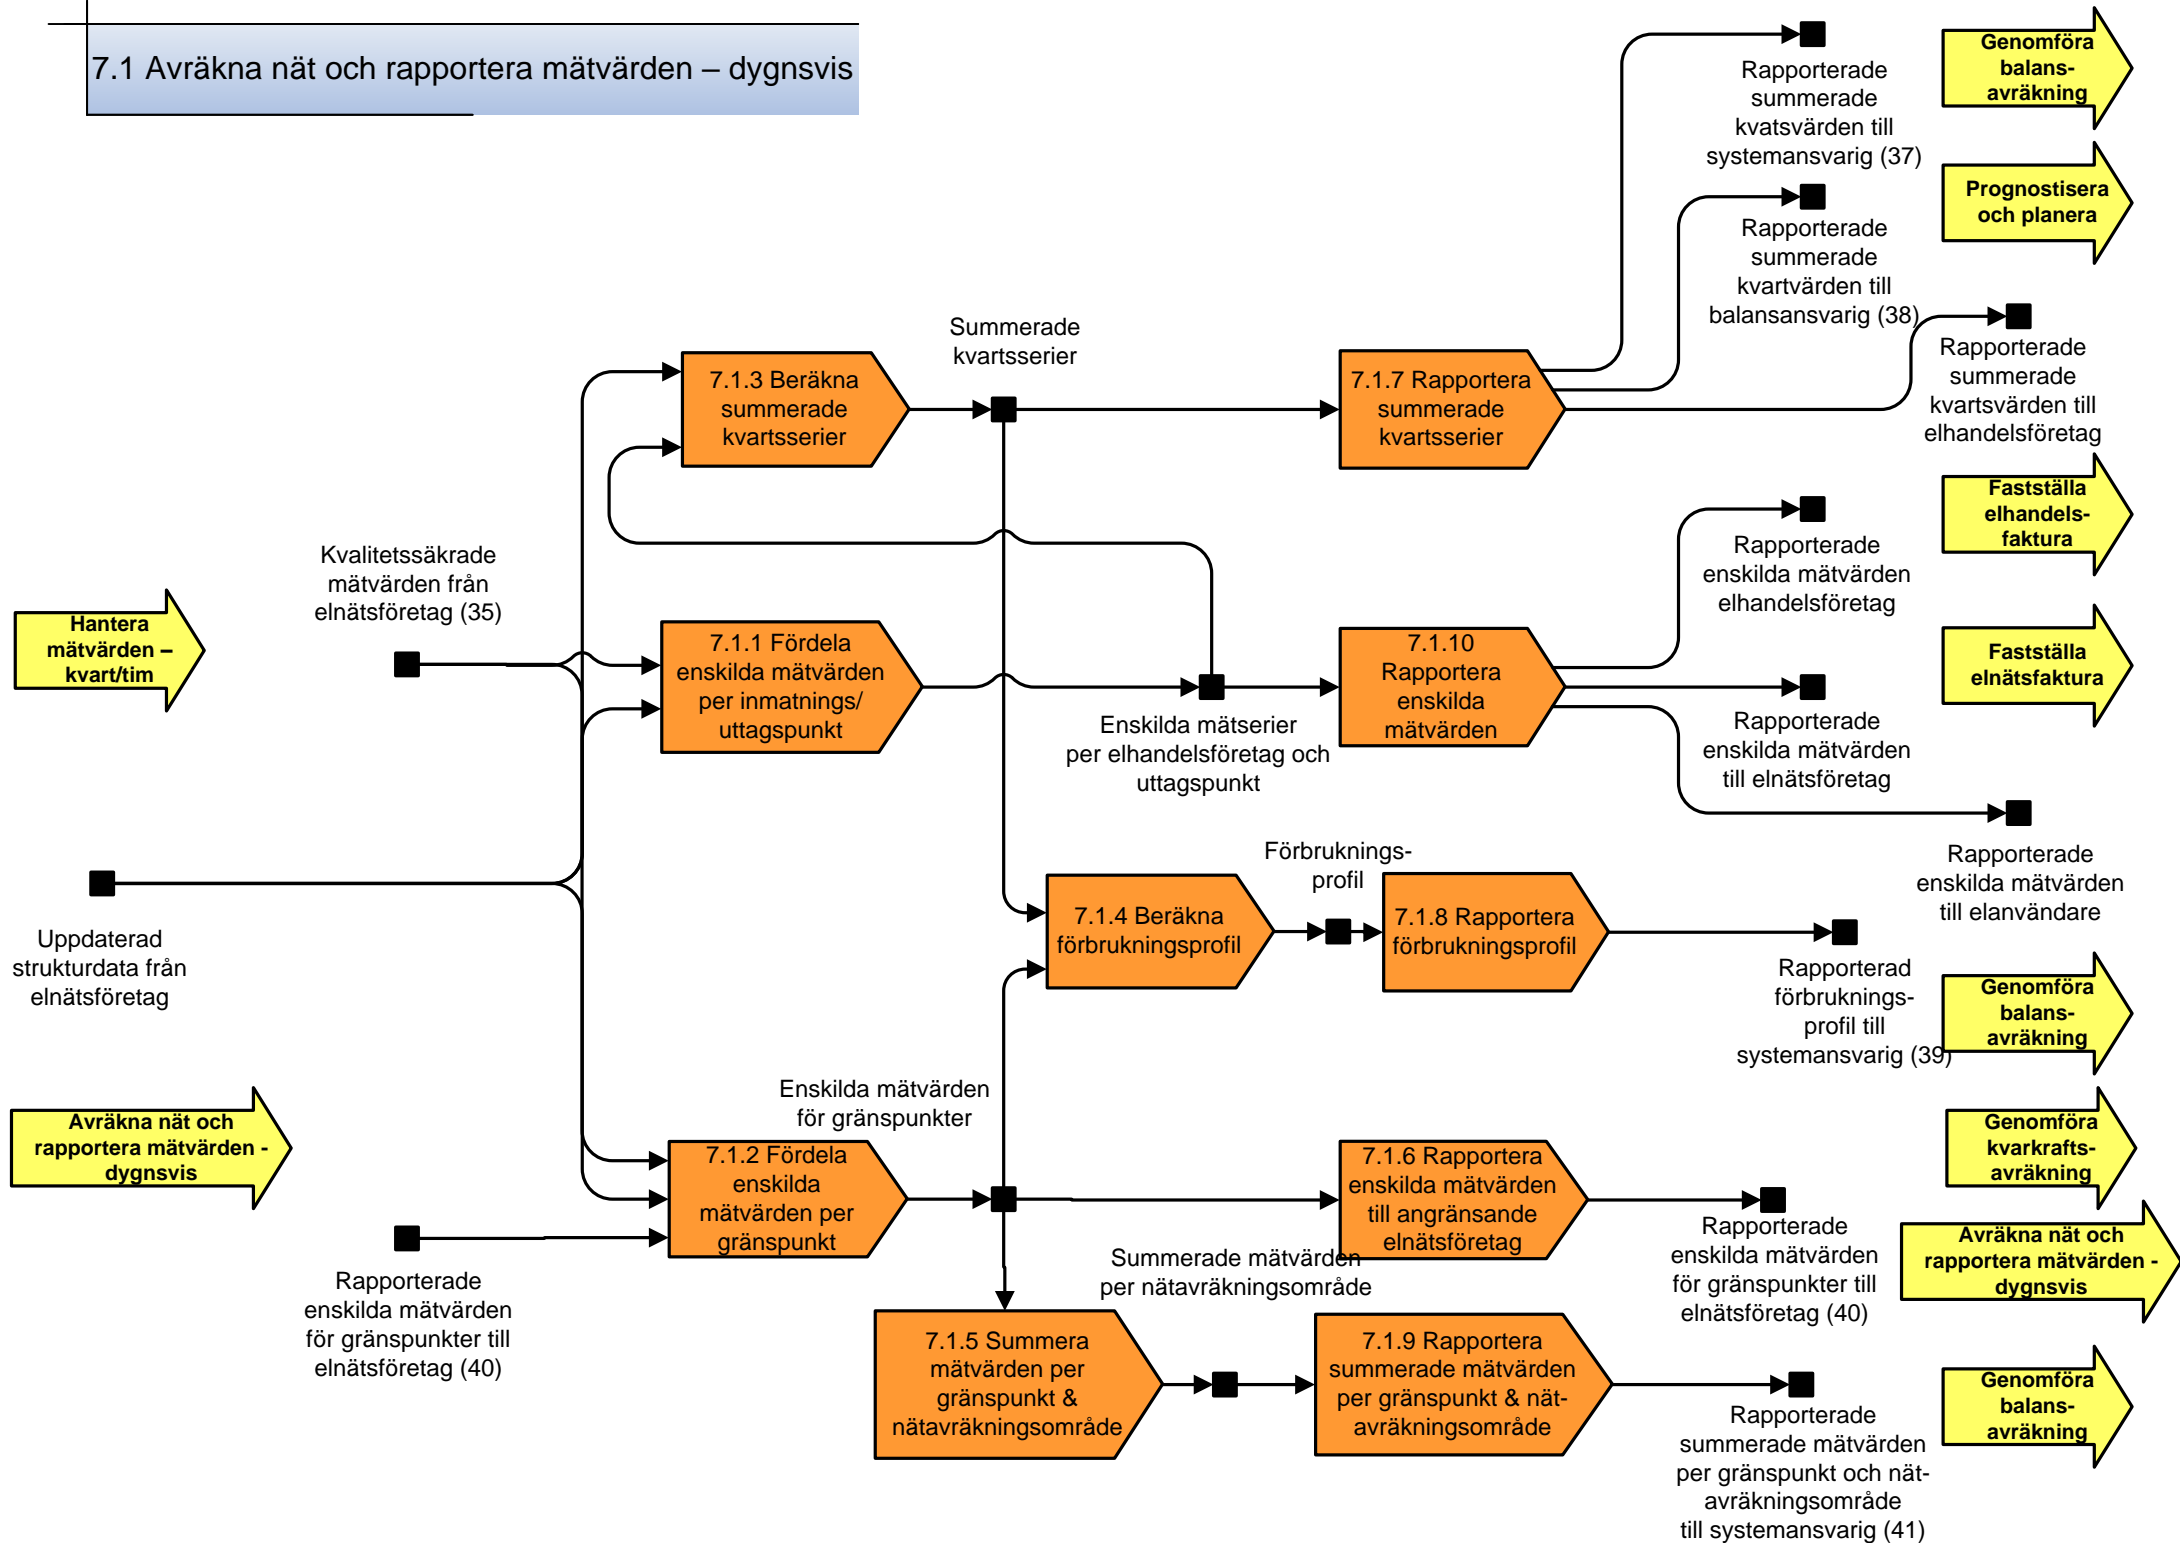 7.1 Avräkna nät och rapportera mätvärden – dygnsvis
Rapporterade
summerade
kvatsvärden till
systemansvarig (37)
Genomföra
balans-
avräkning
Rapporterade
summerade
kvartvärden till
balansansvarig (38)
Prognostisera
och planera
Summerade
kvartsserier
7.1.3 Beräkna
summerade
kvartsserier
7.1.7 Rapportera
summerade
kvartsserier
Rapporterade
summerade
kvartsvärden till
elhandelsföretag
Kvalitetssäkrade
mätvärden från
elnätsföretag (35)
Rapporterade
enskilda mätvärden
elhandelsföretag
Fastställa
elhandels-
faktura
Hantera
mätvärden –
kvart/tim
7.1.1 Fördela
enskilda mätvärden
per inmatnings/
uttagspunkt
Enskilda mätserier
per elhandelsföretag och
uttagspunkt
7.1.10
Rapportera
enskilda
mätvärden
Rapporterade
enskilda mätvärden
till elnätsföretag
Fastställa
elnätsfaktura
Rapporterade
enskilda mätvärden
till elanvändare
Uppdaterad
strukturdata från
elnätsföretag
7.1.4 Beräkna
förbrukningsprofil
Förbruknings-
profil
7.1.8 Rapportera
förbrukningsprofil
Rapporterad
förbruknings-
profil till
systemansvarig (39)
Genomföra
balans-
avräkning
Avräkna nät och
rapportera mätvärden -
dygnsvis
Enskilda mätvärden
för gränspunkter
7.1.2 Fördela
enskilda
mätvärden per
gränspunkt
7.1.6 Rapportera
enskilda mätvärden
till angränsande
elnätsföretag
Rapporterade
enskilda mätvärden
för gränspunkter till
elnätsföretag (40)
Genomföra
kvarkrafts-
avräkning
Avräkna nät och
rapportera mätvärden -
dygnsvis
Rapporterade
enskilda mätvärden
för gränspunkter till
elnätsföretag (40)
Summerade mätvärden
per nätavräkningsområde
7.1.5 Summera
mätvärden per
gränspunkt &
nätavräkningsområde
7.1.9 Rapportera
summerade mätvärden
per gränspunkt & nät-
avräkningsområde
Rapporterade
summerade mätvärden
per gränspunkt och nät-
avräkningsområde
till systemansvarig (41)
Genomföra
balans-
avräkning